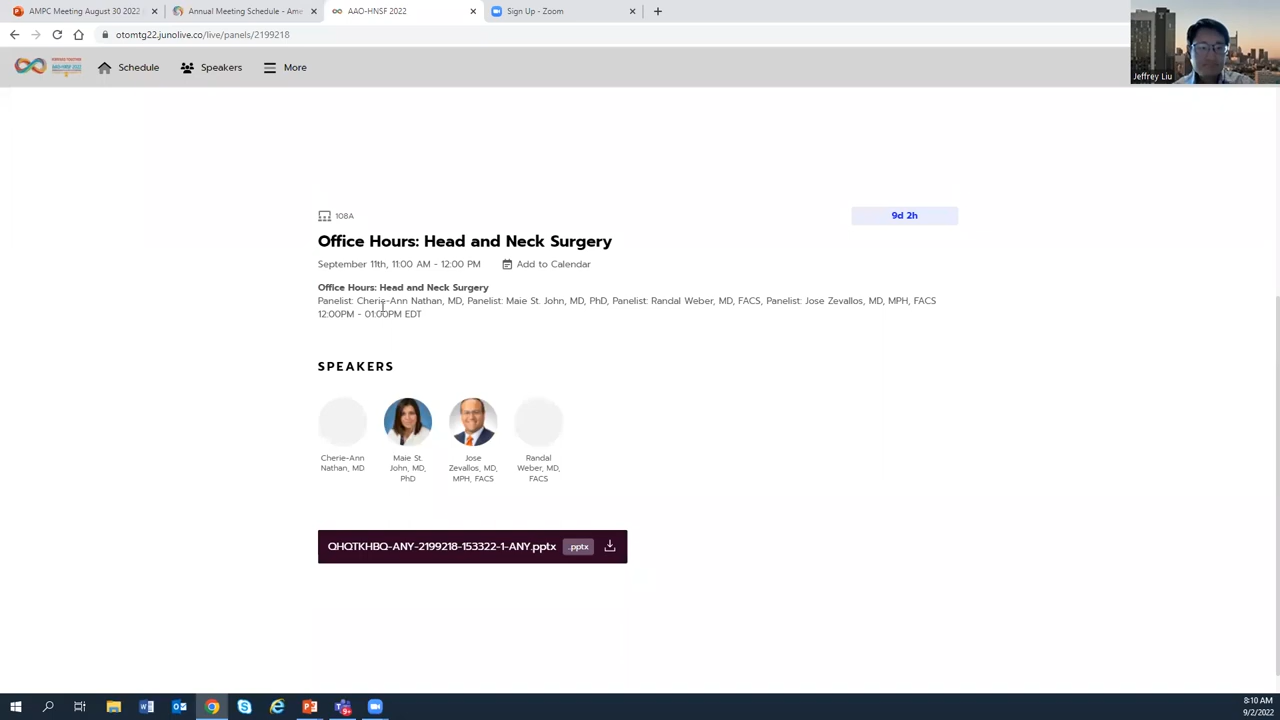 AMPC Meeting August 30 2022
Annual Meeting Schedule - Ame
AAO-HNSF 2022
Sign Up - Zoom
otomtg22.junolive.co/live/panels/2199218
Jeffrey Liu
Schedule
Speakers
More
108A
9d 2h
Office Hours: Head and Neck Surgery
September 11th, 11:00 AM - 12:00 PM
Add to Calendar
Office Hours: Head and Neck Surgery
Panelist: Cherie-Ann Nathan, MD, Panelist: Maie St. John, MD, PhD, Panelist: Randal Weber, MD, FACS, Panelist: Jose Zevallos, MD, MPH, FACS
12:00PM - 01:00PM EDT
SPEAKERS
Cherie-Ann
Nathan, MD
Maie St.
John, MD,
PhD
Jose
Zevallos, MD,
MPH, FACS
Randal
Weber, MD,
FACS
QHQTKHBQ-ANY-2199218-153322-1-ANY.pptx
.pptx
9+
8:10 AM
9/2/2022